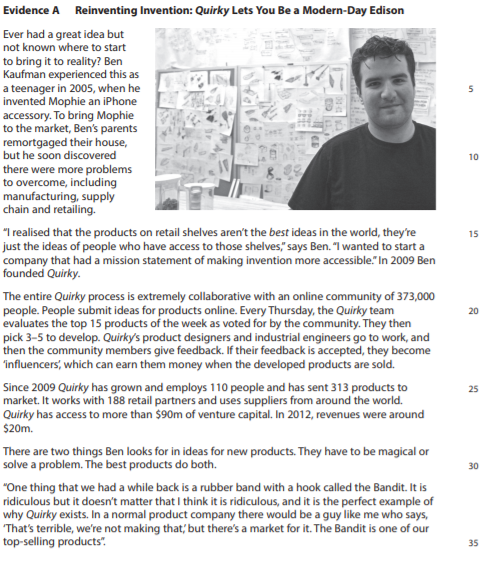 Evidence A Reinventing Invention: Quirky Lets You Be a Modern-Day Edison
Ever had a great idea but
not known where to start
to bring it to reality? Ben
Kaufman experienced this as
a teenager in 2005, when he
5
invented Mophie an iPhone
accessory. To bring Mophie
to the market, Ben's parents
remortgaged their house,
but he soon discovered
10
there were more problems
to overcome, including
manufacturing, supply
chain and retailing.
"I realised that the products on retail shelves aren't the best ideas in the world, they're
15
just the ideas of people who have access to those shelves," says Ben. "I wanted to start a
company that had a mission statement of making invention more accessible." In 2009 Ben
founded Quirky.
The entire Quirky process is extremely collaborative with an online community of 373,000
people. People submit ideas for products online. Every Thursday, the Quirky team
20
evaluates the top 15 products of the week as voted for by the community. They then
pick 3–5 to develop. Quirky's product designers and industrial engineers go to work, and
then the community members give feedback. If their feedback is accepted, they become
'influencers', which can earn them money when the developed products are sold.
Since 2009 Quirky has grown and employs 110 people and has sent 313 products to
25
market. It works with 188 retail partners and uses suppliers from around the world.
Quirky has access to more than $90m of venture capital. In 2012, revenues were around
$20m.
There are two things Ben looks for in ideas for new products. They have to be magical or
solve a problem. The best products do both.
30
"One thing that we had a while back is a rubber band with a hook called the Bandit. It is
ridiculous but it doesn't matter that I think it is ridiculous, and it is the perfect example of
why Quirky exists. In a normal product company there would be a guy like me who says,
'That's terrible, we're not making that,' but there's a market for it. The Bandit is one of our
top-selling products".
35